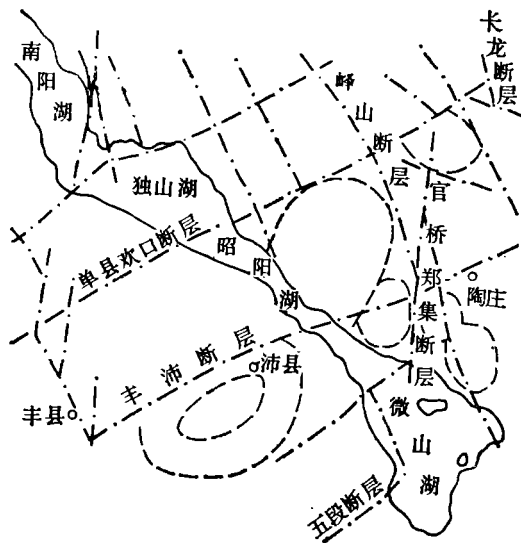 长龙断层
南阳湖
峄山断层
独山湖
官桥郑集断层
单县欢口断层
昭阳湖
陶庄
丰沛断层
沛县
丰县
微山湖
五段断层